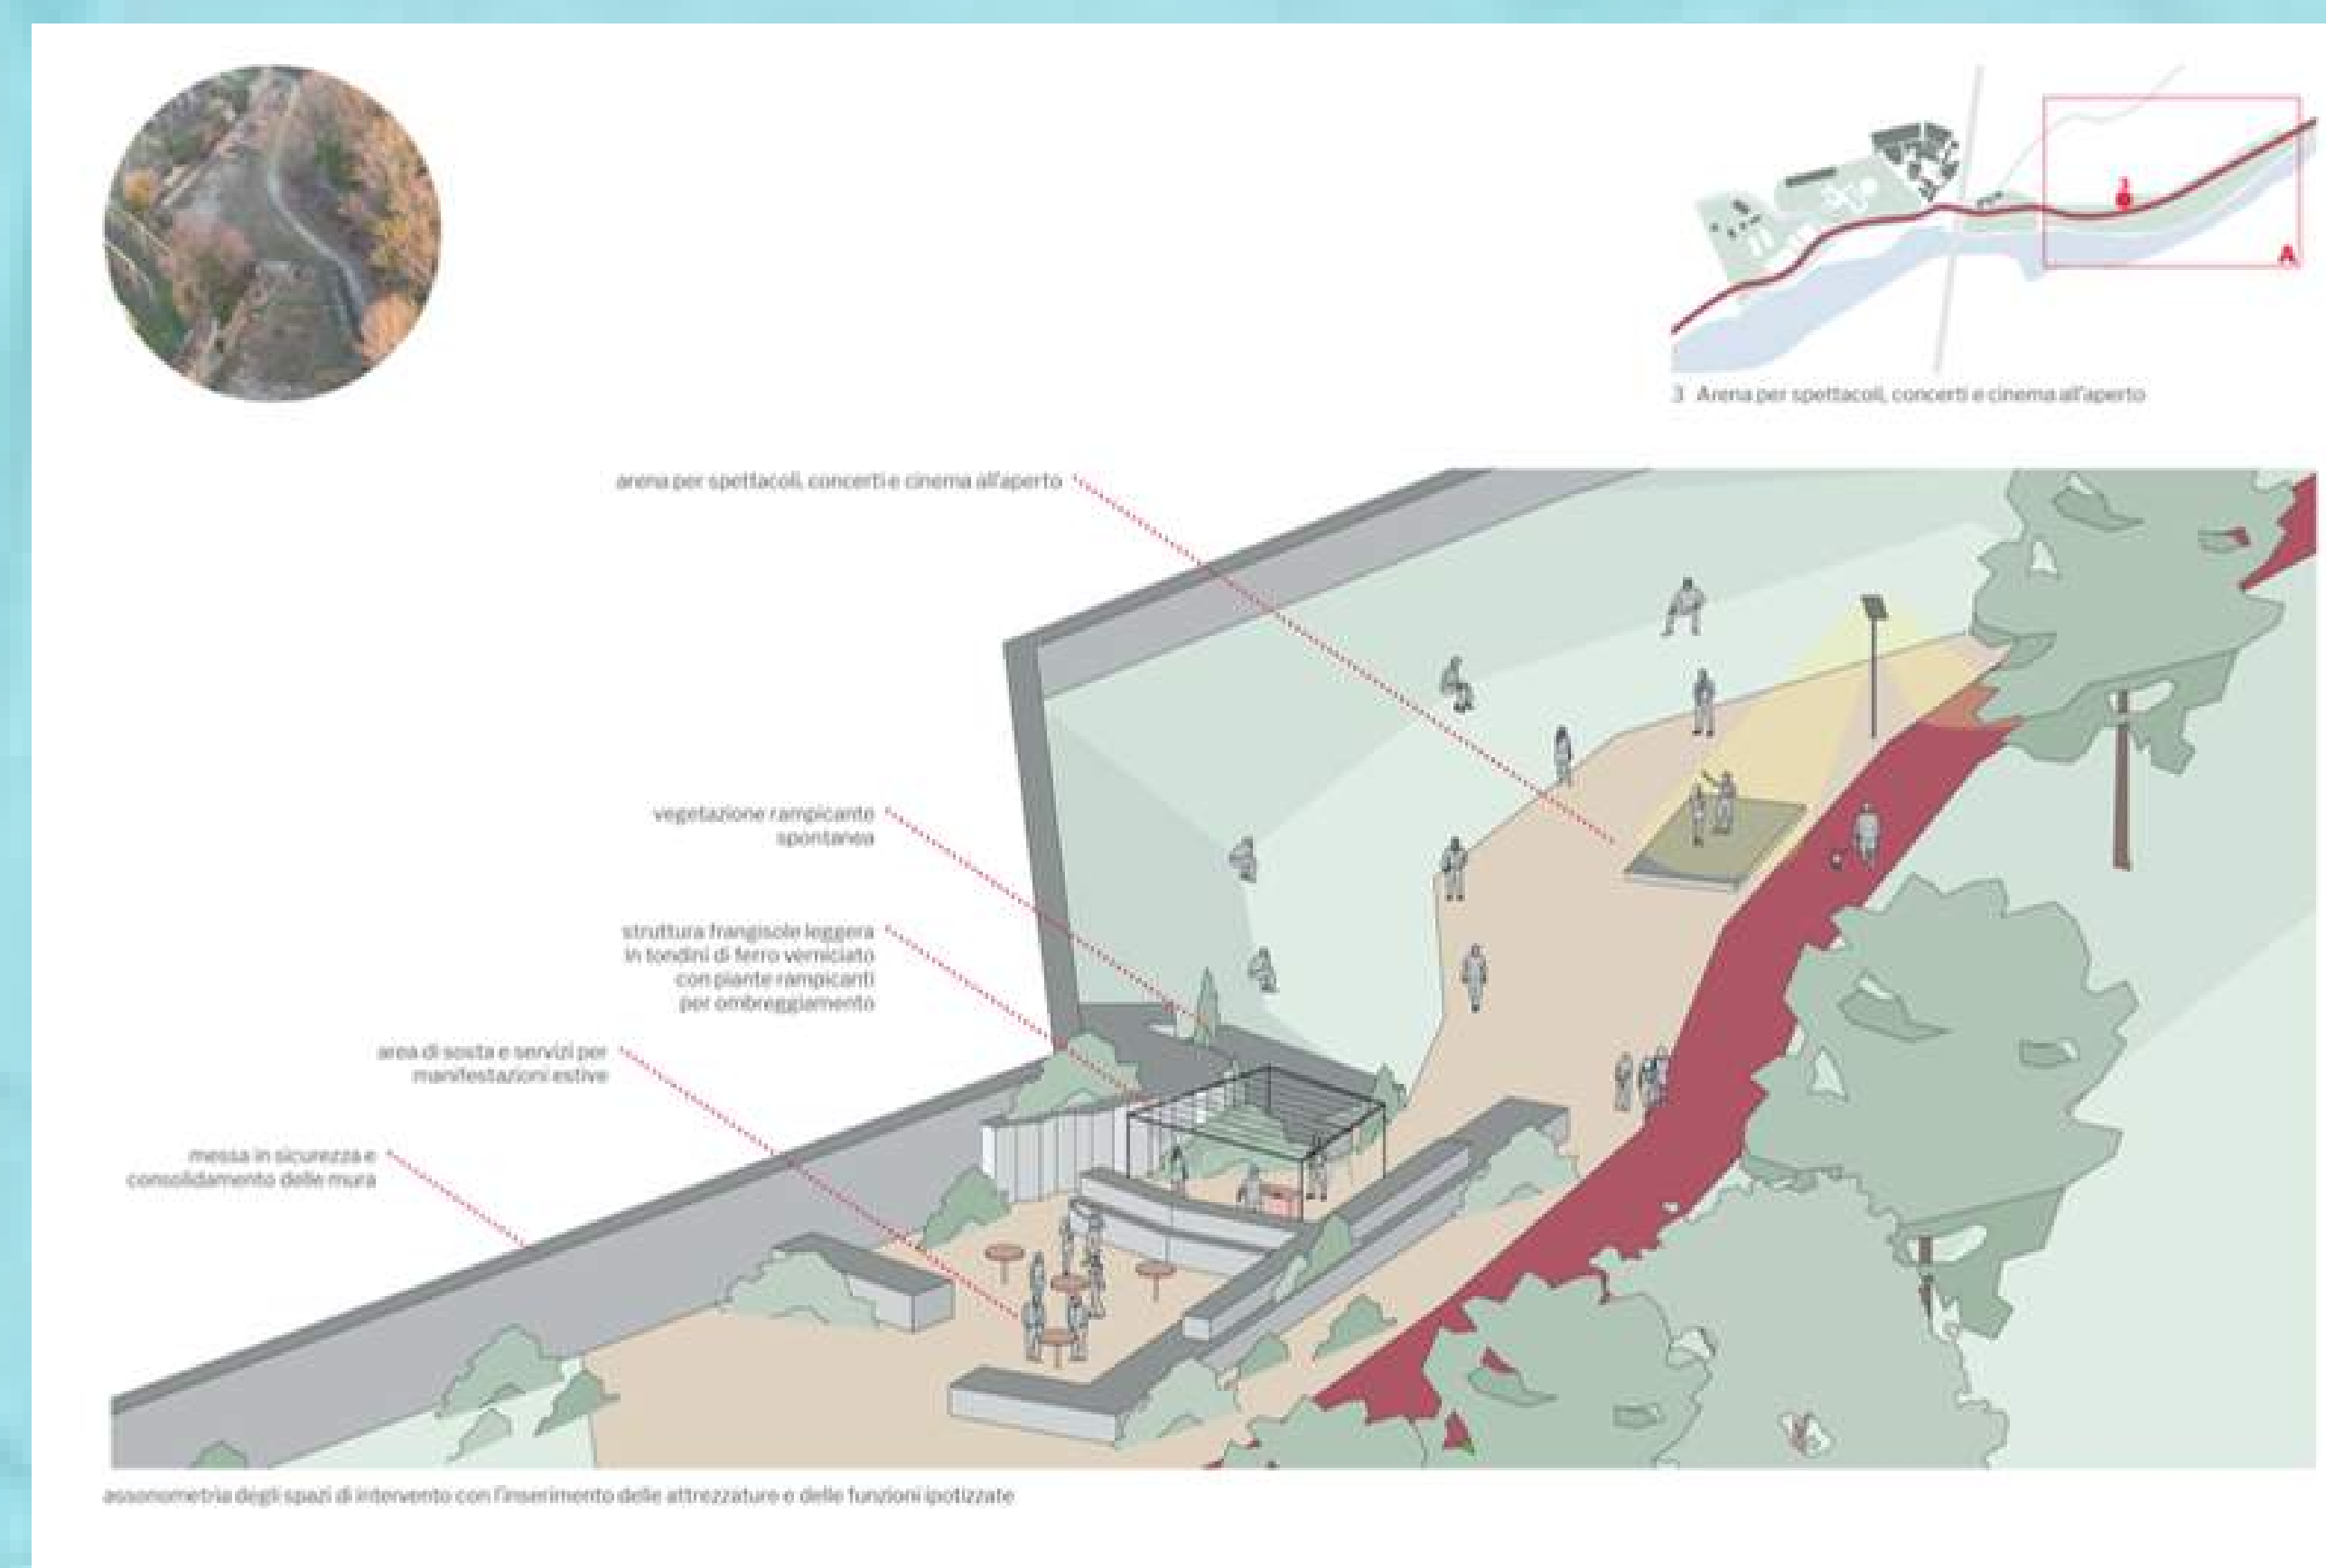 3
A
3 Arena per spettacoli, concerti e cinema all'aperto
arena per spettacoli, concerti e cinema all'aperto
vegetazione rampicante
spontanea
struttura frangisole leggera
in tondini di ferro verniciato
con piante rampicanti
per ombreggiamento
area di sosta e servizi per
manifestazioni estive
messa in sicurezza e
consolidamento delle mura
assonometria degli spazi di intervento con l'inserimento delle attrezzature e delle funzioni ipotizzate